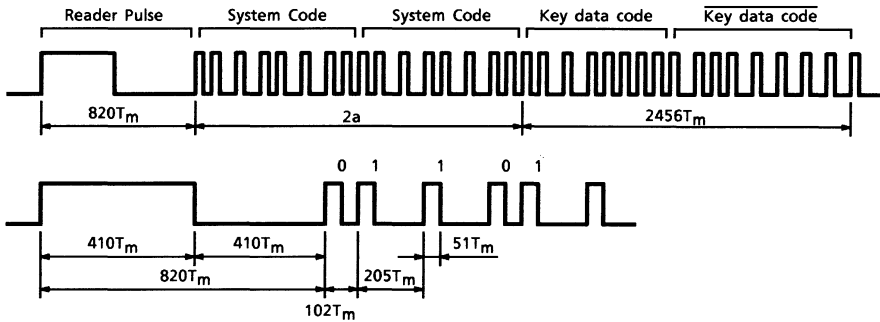 Reader Pulse System Code System Code Key data code Key data code
820Tm 2a 2456Tm
0 1 1 0 1
410Tm 410Tm 51Tm
820Tm 205Tm
102Tm